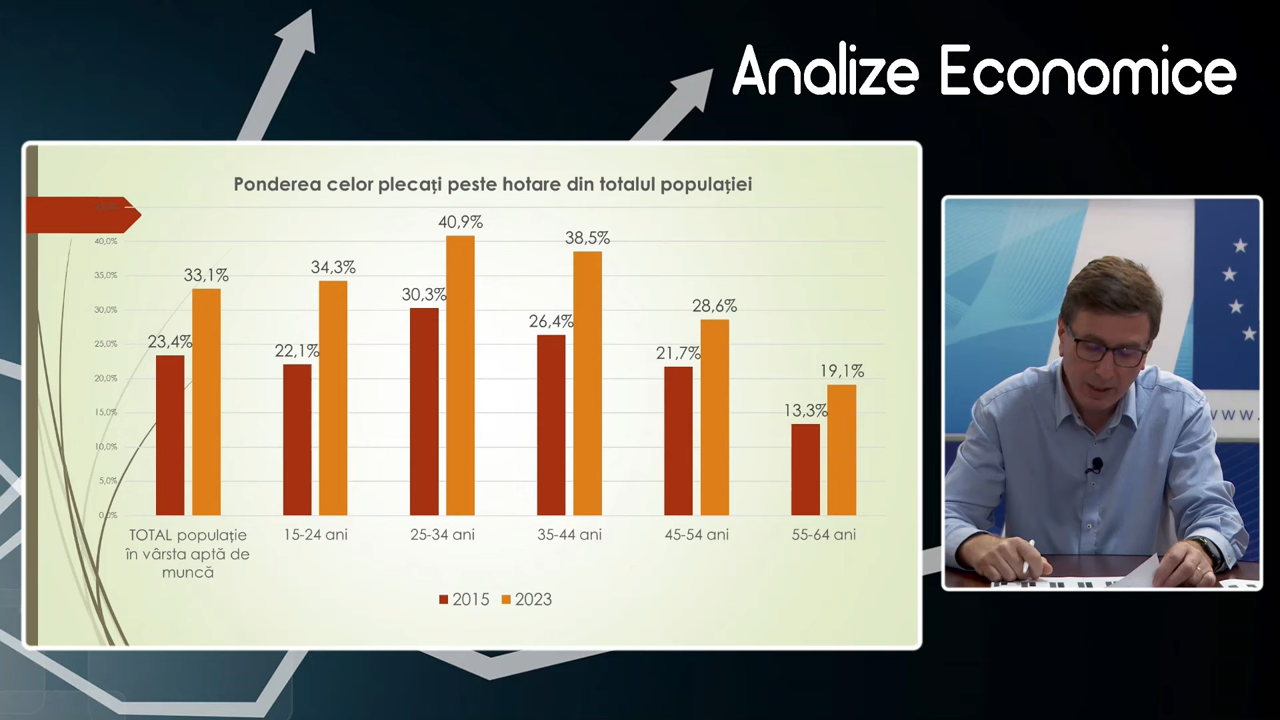 Analize Economice
Ponderea celor plecați peste hotare din totalul populației
40,0%
35,0%
30,0%
25,0%
20,0%
15,0%
10,0%
5,0%
0,0%
23,4%
33,1%
22,1%
34,3%
30,3%
40,9%
26,4%
38,5%
21,7%
28,6%
13,3%
19,1%
TOTAL populație
în vârsta aptă de
muncă
15-24 ani
25-34 ani
35-44 ani
45-54 ani
55-64 ani
2015
2023
www.